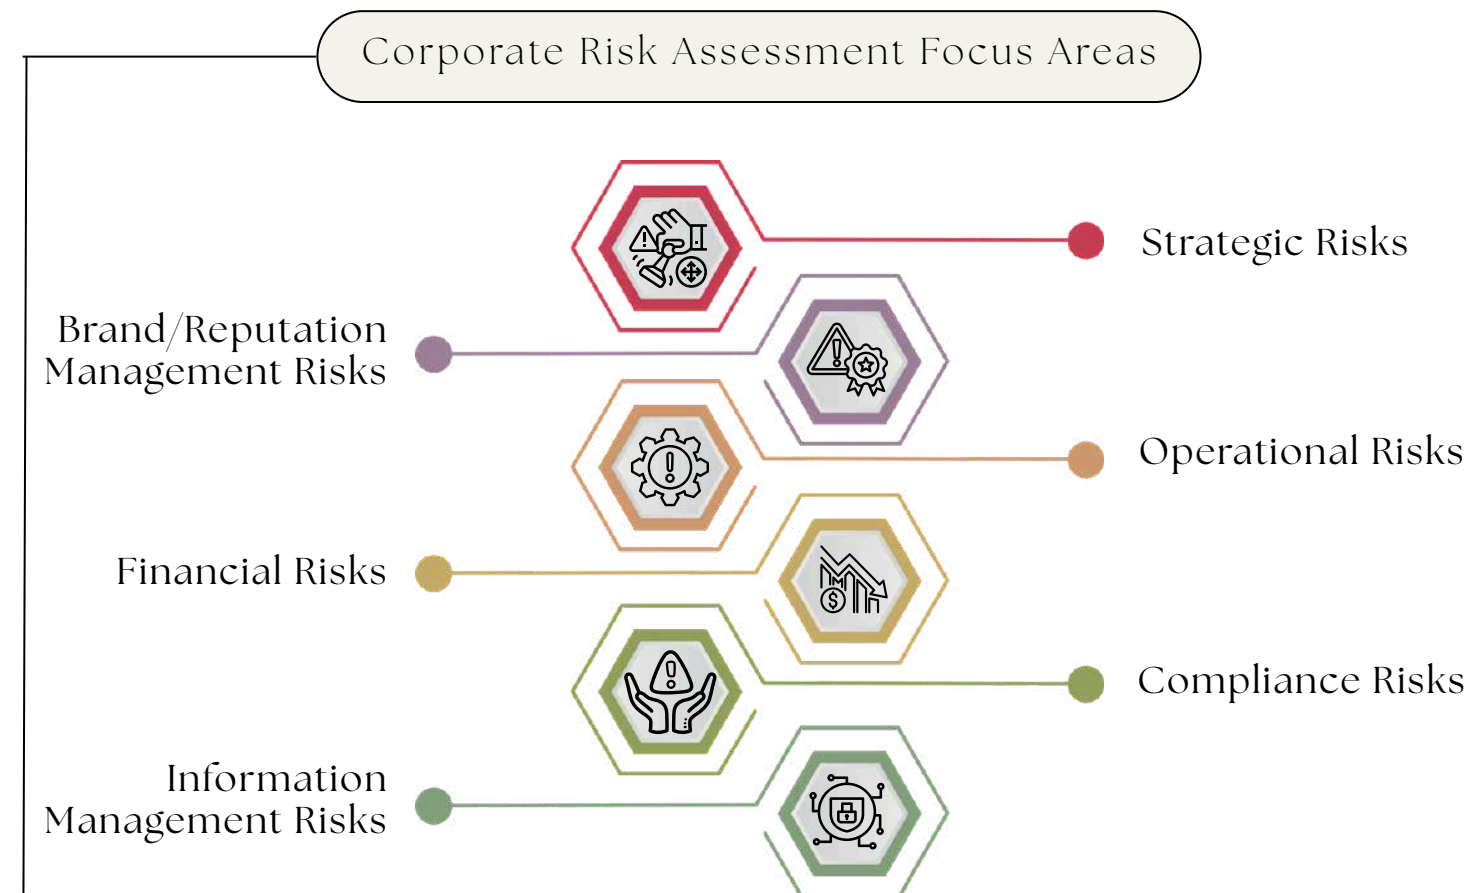 Corporate Risk Assessment Focus Areas
Strategic Risks
Brand/Reputation
Management Risks
Operational Risks
Financial Risks
$
Compliance Risks
Information
Management Risks